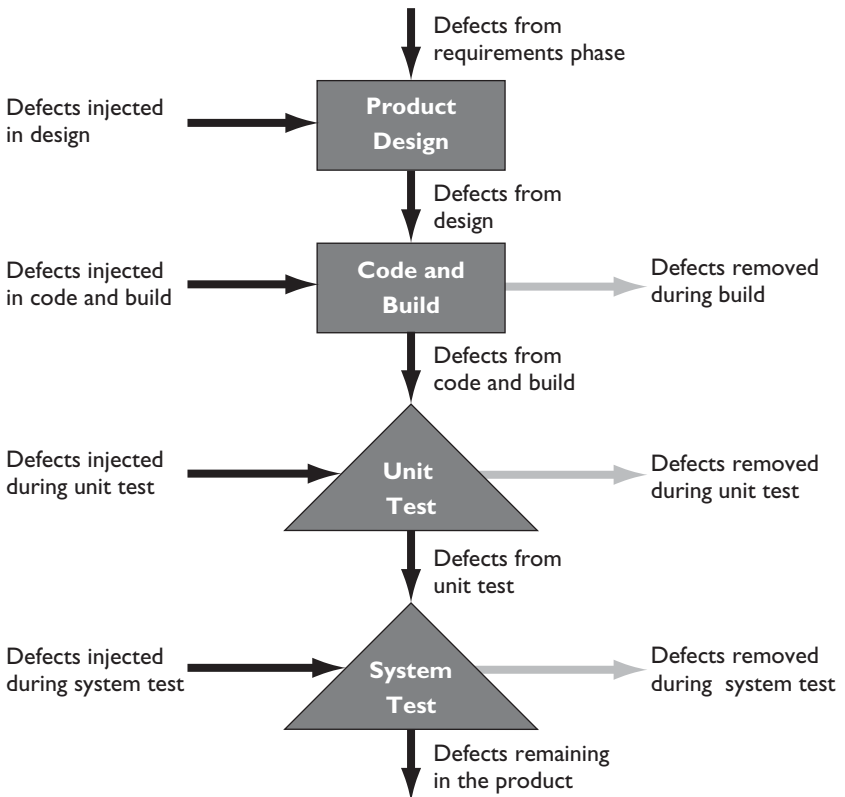 Defects from
requirements phase
Defects injected
in design
Product
Design
Defects from
design
Defects injected
in code and build
Code and
Build
Defects removed
during build
Defects from
code and build
Defects injected
during unit test
Unit
Test
Defects removed
during unit test
Defects from
unit test
Defects injected
during system test
System
Test
Defects removed
during system test
Defects remaining
in the product